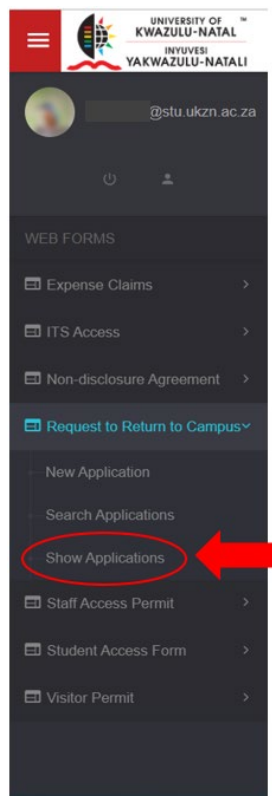 UNIVERSITY OF ™
KWAZULU-NATAL
INYUVESI
YAKWAZULU-NATALI
@stu.ukzn.ac.za
WEB FORMS
Expense Claims
ITS Access
Non-disclosure Agreement
Request to Return to Campus
New Application
Search Applications
Show Applications
Staff Access Permit
Student Access Form
Visitor Permit